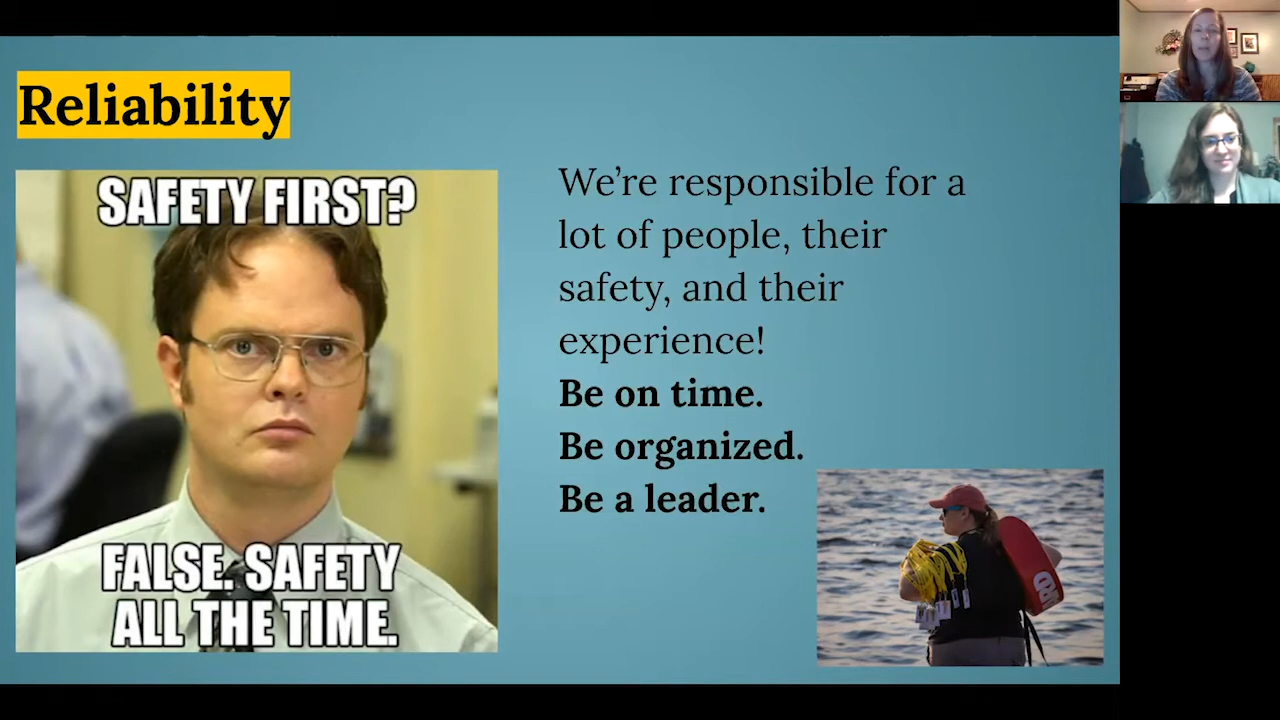 Reliability
SAFETY FIRST?
FALSE. SAFETY
ALL THE TIME.
We’re responsible for a
lot of people, their
safety, and their
experience!
Be on time.
Be organized.
Be a leader.